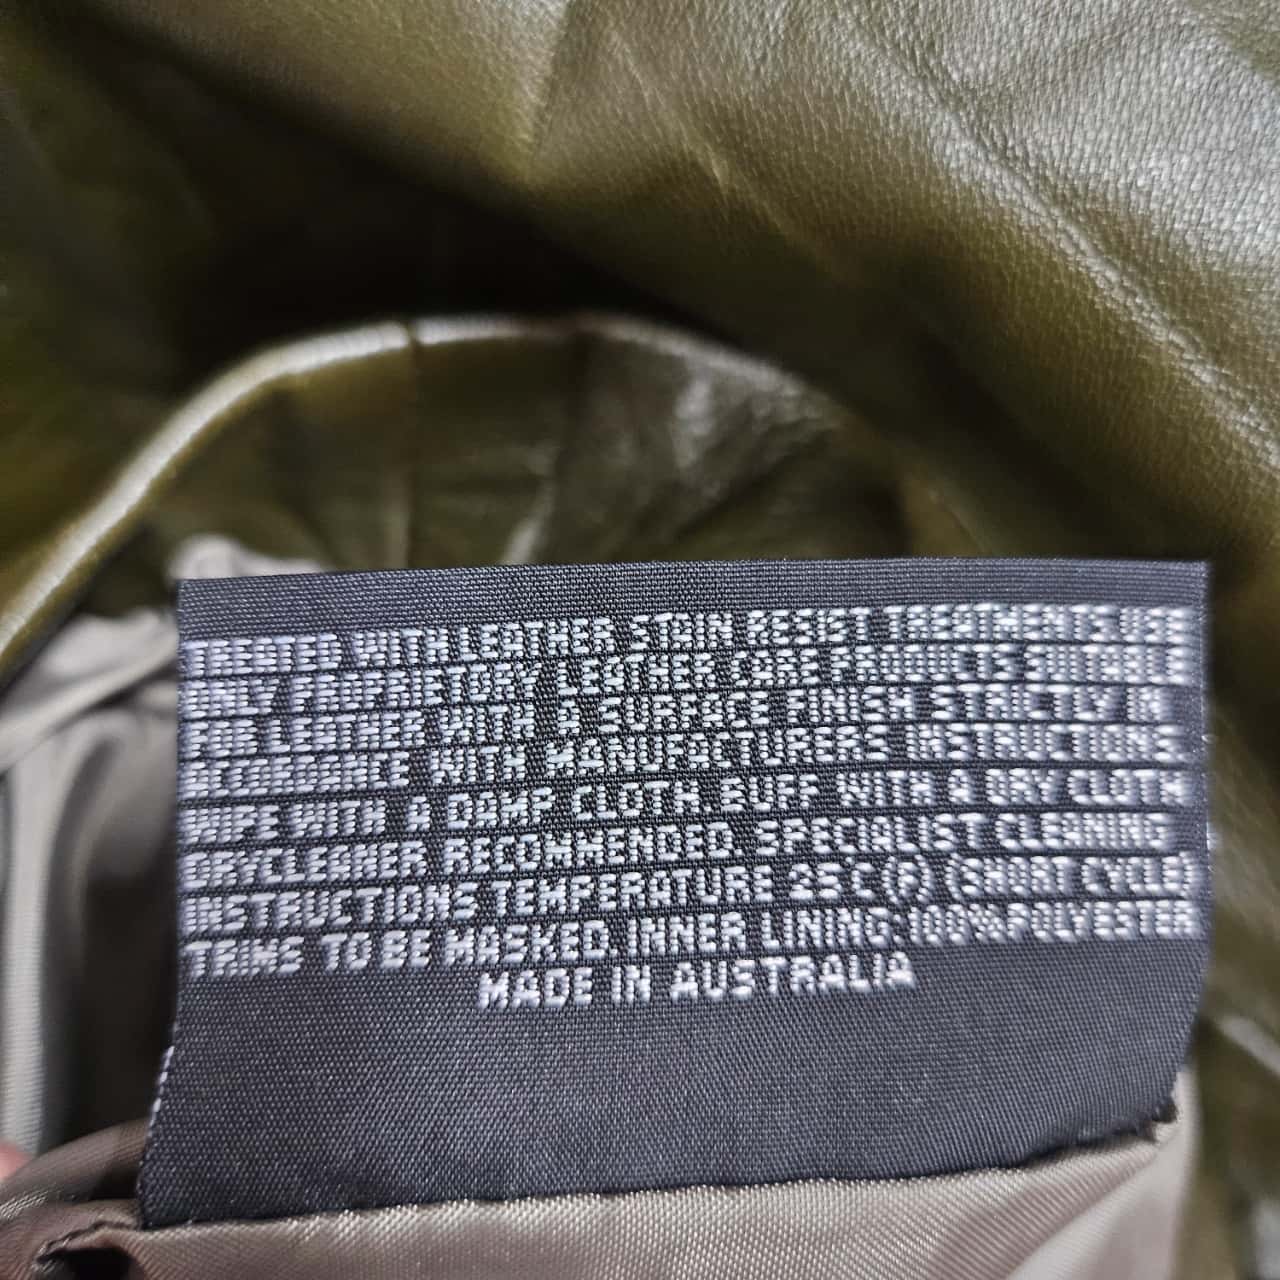 TREATED WITH LEATHER STAIN RESIST TREATMENTS.USE
ONLY PROPRIETORY LEATHER CARE PRODUCTS SUITABLE
FOR LEATHER WITH A SURFACE FINISH STRICTLY IN
ACCORDANCE WITH MANUFACTURERS INSTRUCTIONS.
WIPE WITH A DAMP CLOTH. BUFF WITH A DRY CLOTH
DRYCLEANER RECOMMENDED. SPECIALIST CLEANING
INSTRUCTIONS TEMPERATURE 25°C (P) (SHORT CYCLE)
TRIMS TO BE MASKED. INNER LINING:100% POLYESTER
MADE IN AUSTRALIA